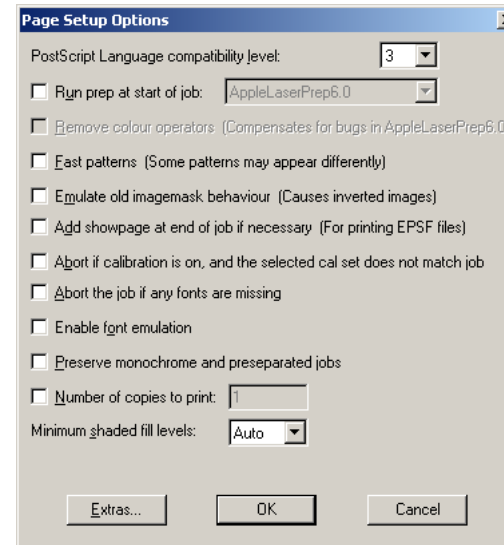 Page Setup Options
PostScript Language compatibility level: 3
Run prep at start of job: AppleLaserPrep6.0
Remove colour operators (Compensates for bugs in AppleLaserPrep6.0
Fast patterns (Some patterns may appear differently)
Emulate old imagemask behaviour (Causes inverted images)
Add showpage at end of job if necessary (For printing EPSF files)
Abort if calibration is on, and the selected cal set does not match job
Abort the job if any fonts are missing
Enable font emulation
Preserve monochrome and preseparated jobs
Number of copies to print: 1
Minimum shaded fill levels: Auto
Extras... OK Cancel